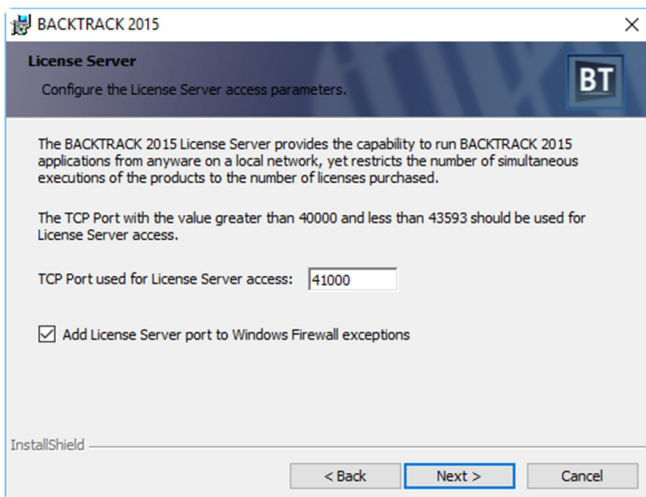 BACKTRACK 2015
License Server
Configure the License Server access parameters.
BT
The BACKTRACK 2015 License Server provides the capability to run BACKTRACK 2015
applications from anyware on a local network, yet restricts the number of simultaneous
executions of the products to the number of licenses purchased.
The TCP Port with the value greater than 40000 and less than 43593 should be used for
License Server access.
TCP Port used for License Server access: 41000
Add License Server port to Windows Firewall exceptions
InstallShield
< Back Next > Cancel